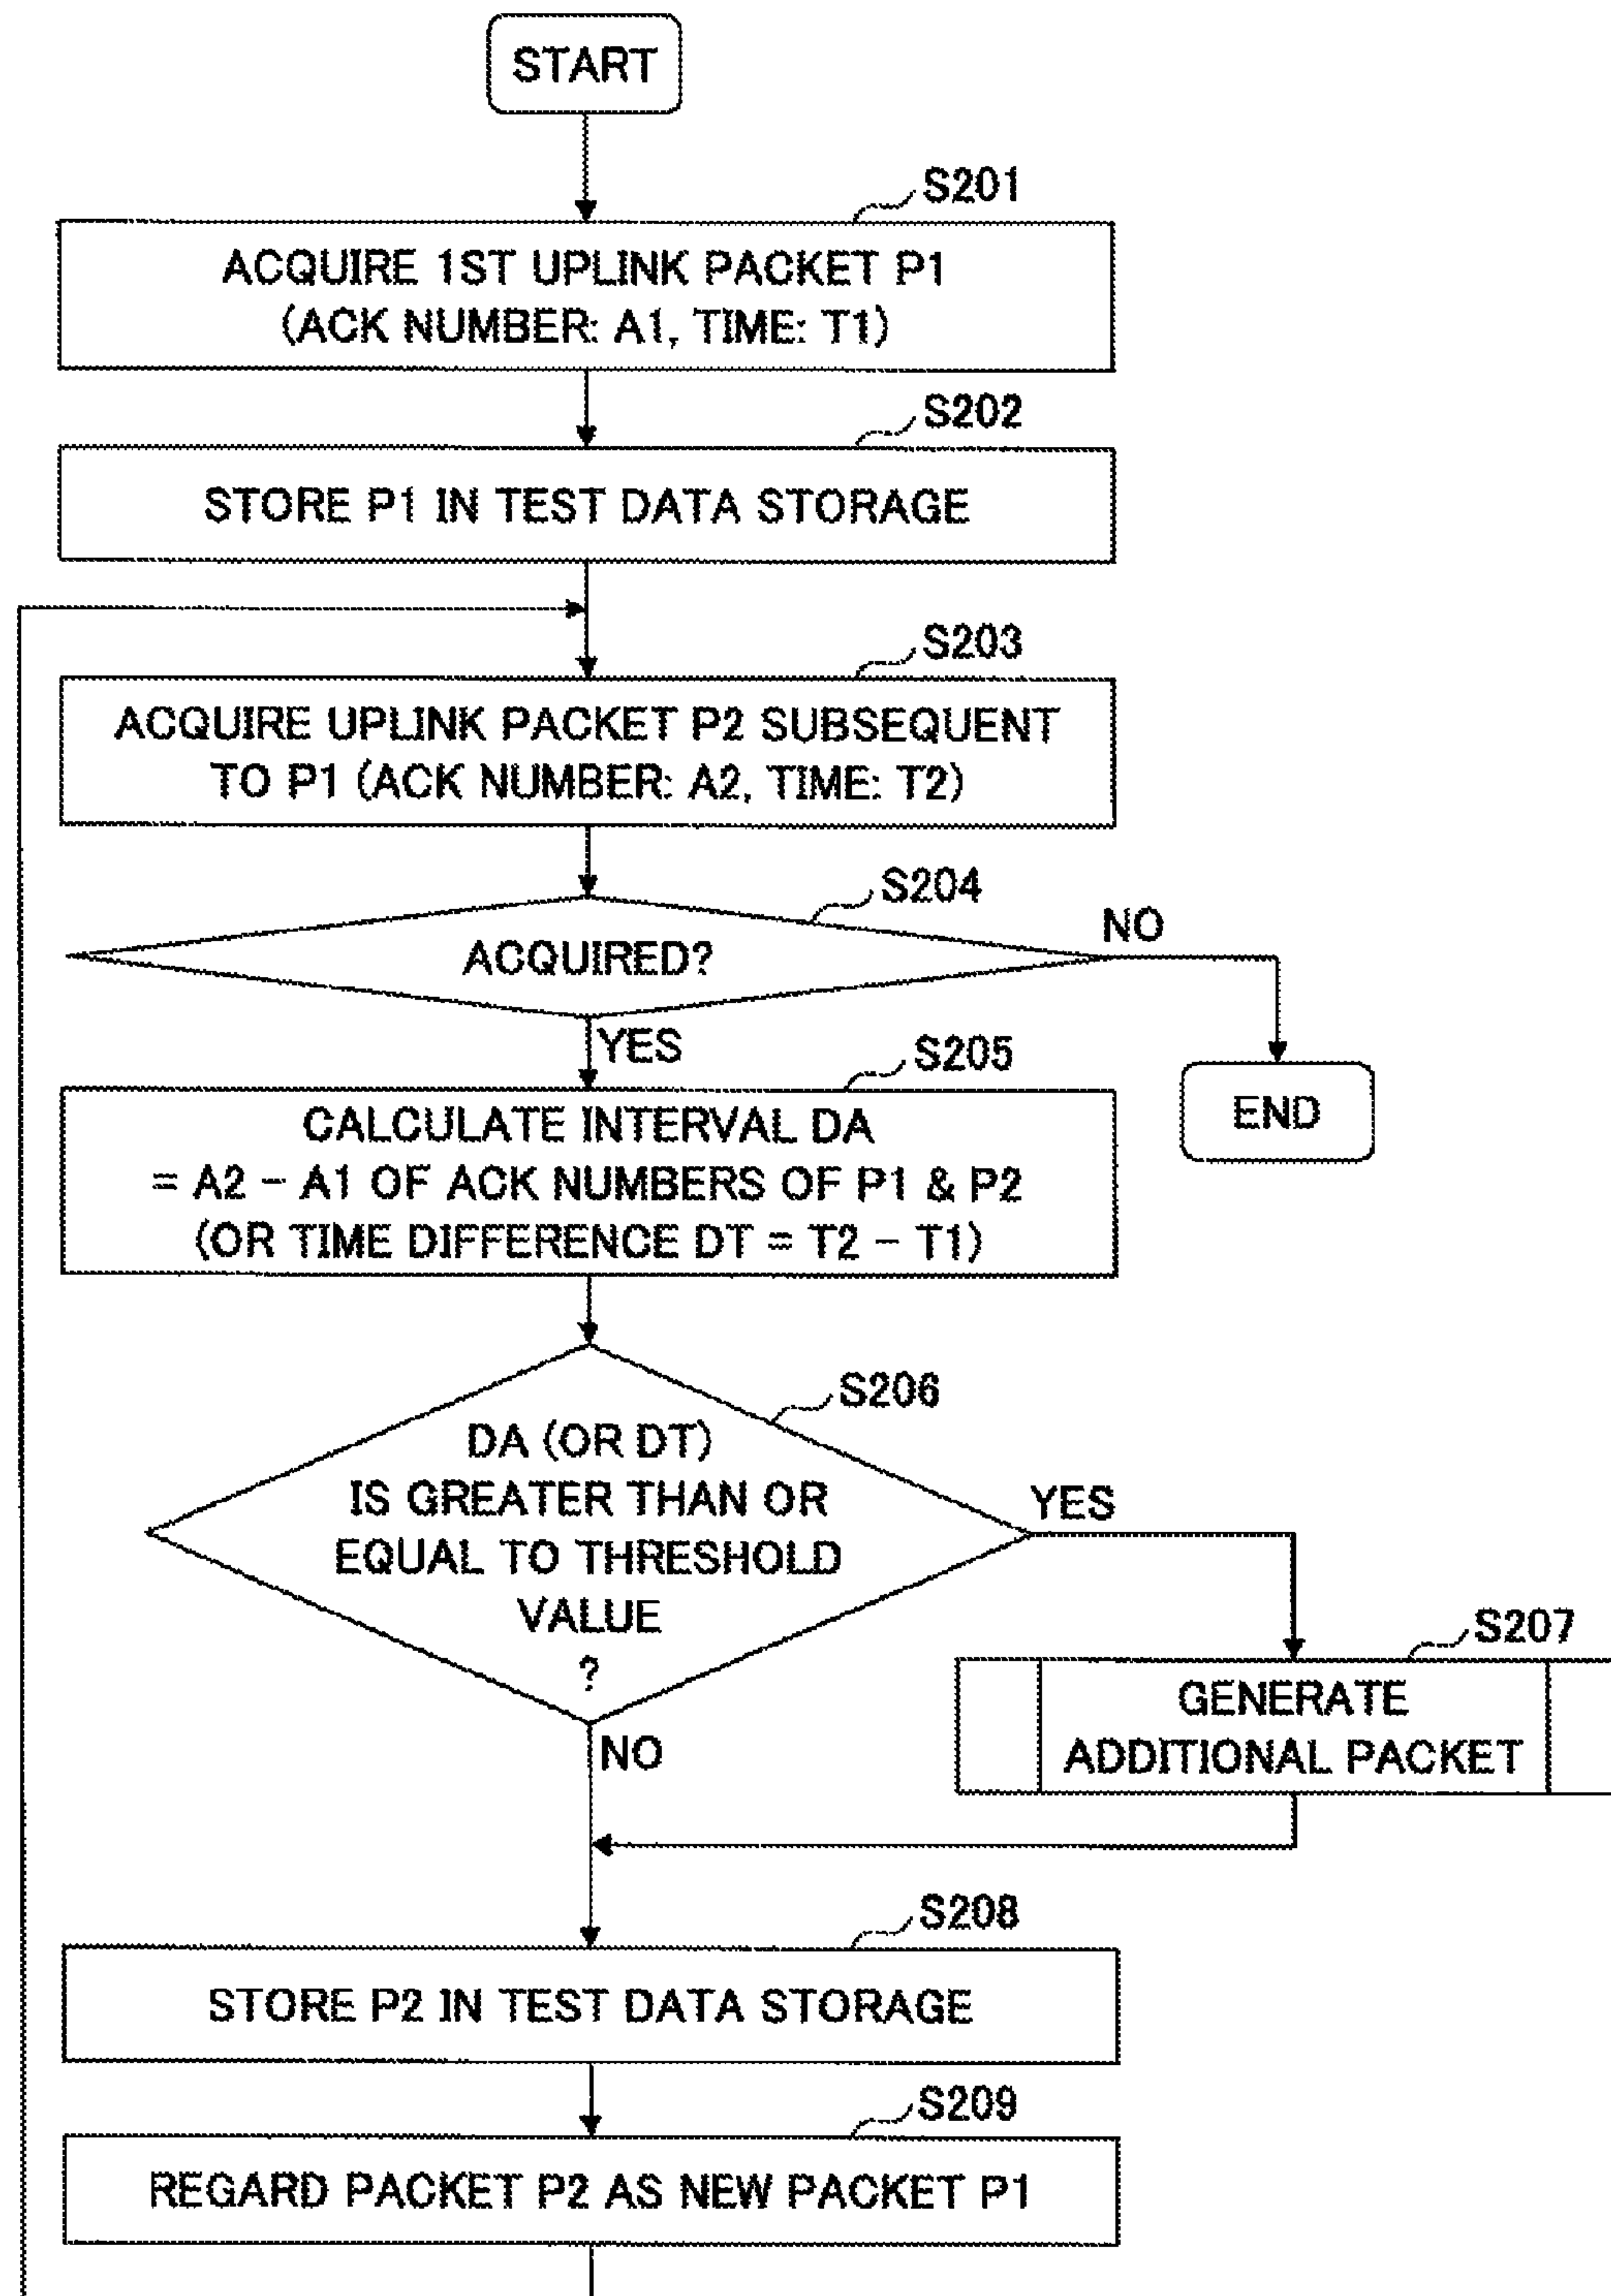 START
S201
ACQUIRE 1ST UPLINK PACKET P1
(ACK NUMBER: A1, TIME: T1)
S202
STORE P1 IN TEST DATA STORAGE
S203
ACQUIRE UPLINK PACKET P2 SUBSEQUENT
TO P1 (ACK NUMBER: A2, TIME: T2)
S204
ACQUIRED?
NO
YES
END
S205
CALCULATE INTERVAL DA
= A2 - A1 OF ACK NUMBERS OF P1 & P2
(OR TIME DIFFERENCE DT = T2 - T1)
S206
DA (OR DT)
IS GREATER THAN OR
EQUAL TO THRESHOLD
VALUE
?
YES
NO
S207
GENERATE
ADDITIONAL PACKET
S208
STORE P2 IN TEST DATA STORAGE
S209
REGARD PACKET P2 AS NEW PACKET P1